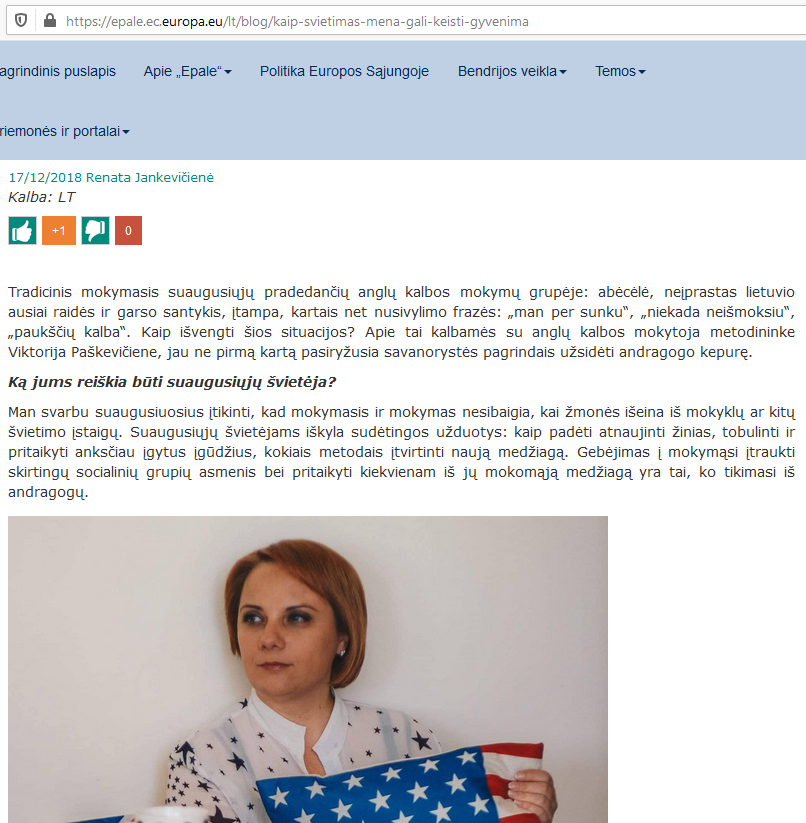 https://epale.ec.europa.eu/lt/blog/kaip-svietimas-mena-gali-keisti-gyvenima
agrindinis puslapis Apie „Epale“ Politika Europos Sąjungoje Bendrijos veikla Temos
riemonės ir portalai
17/12/2018 Renata Jankevičienė
Kalba: LT
+1 0
Tradicinis mokymasis suaugusiųjų pradedančių anglų kalbos mokymų grupėje: abėcėlė, neįprastas lietuvio
ausiai raidės ir garso santykis, įtampa, kartais net nusivylimo frazės: „man per sunku“, „niekada neišmoksiu“,
„paukščių kalba“. Kaip išvengti šios situacijos? Apie tai kalbamės su anglų kalbos mokytoja metodininke
Viktorija Paškevičiene, jau ne pirmą kartą pasiryžusia savanorystės pagrindais užsidėti andragogo kepurę.
Ką jums reiškia būti suaugusiųjų švietėja?
Man svarbu suaugusiuosius įtikinti, kad mokymasis ir mokymas nesibaigia, kai žmonės išeina iš mokyklų ar kitų
švietimo įstaigų. Suaugusiųjų švietėjams iškyla sudėtingos užduotys: kaip padėti atnaujinti žinias, tobulinti ir
pritaikyti anksčiau įgytus įgūdžius, kokiais metodais įtvirtinti naują medžiagą. Gebėjimas į mokymąsi įtraukti
skirtingų socialinių grupių asmenis bei pritaikyti kiekvienam iš jų mokomąją medžiagą yra tai, ko tikimasi iš
andragogų.